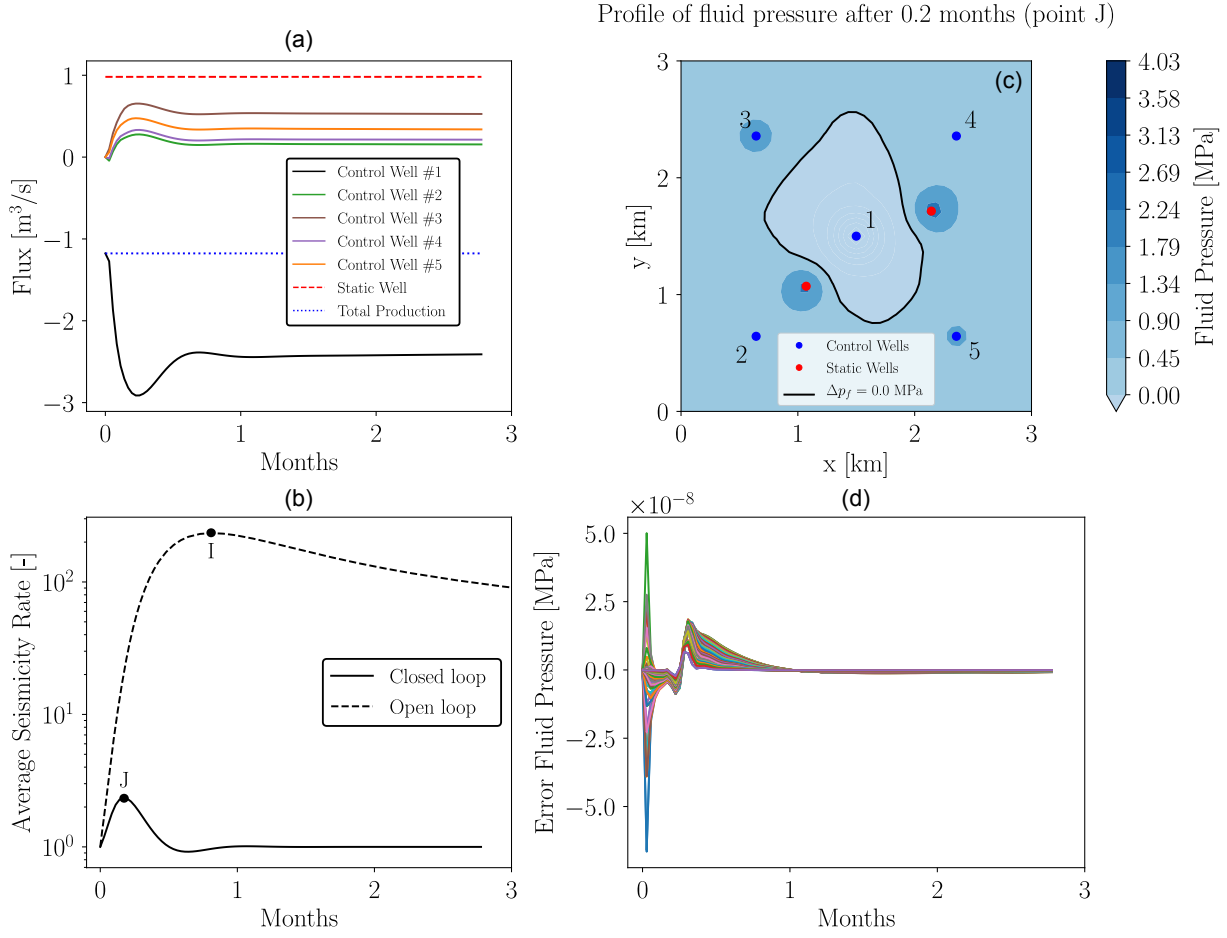 Profile of fluid pressure after 0.2 months (point J)
(a)
Flux [m³/s]
1
0
−1
−2
−3
Control Well #1
Control Well #2
Control Well #3
Control Well #4
Control Well #5
Static Well
Total Production
0
1
2
3
Months
(c)
y [km]
3
2
1
0
3
4
1
2
5
Control Wells
Static Wells
Δp_f = 0.0 MPa
0
1
2
3
x [km]
4.03
3.58
3.13
4.69
2.24
1.79
1.34
0.90
0.45
0.00
Fluid Pressure [MPa]
(b)
Average Seismicity Rate [-]
10²
10¹
10⁰
I
J
Closed loop
Open loop
0
1
2
3
Months
(d)
×10⁻⁸
Error Fluid Pressure [MPa]
5.0
2.5
0.0
−2.5
−5.0
0
1
2
3
Months